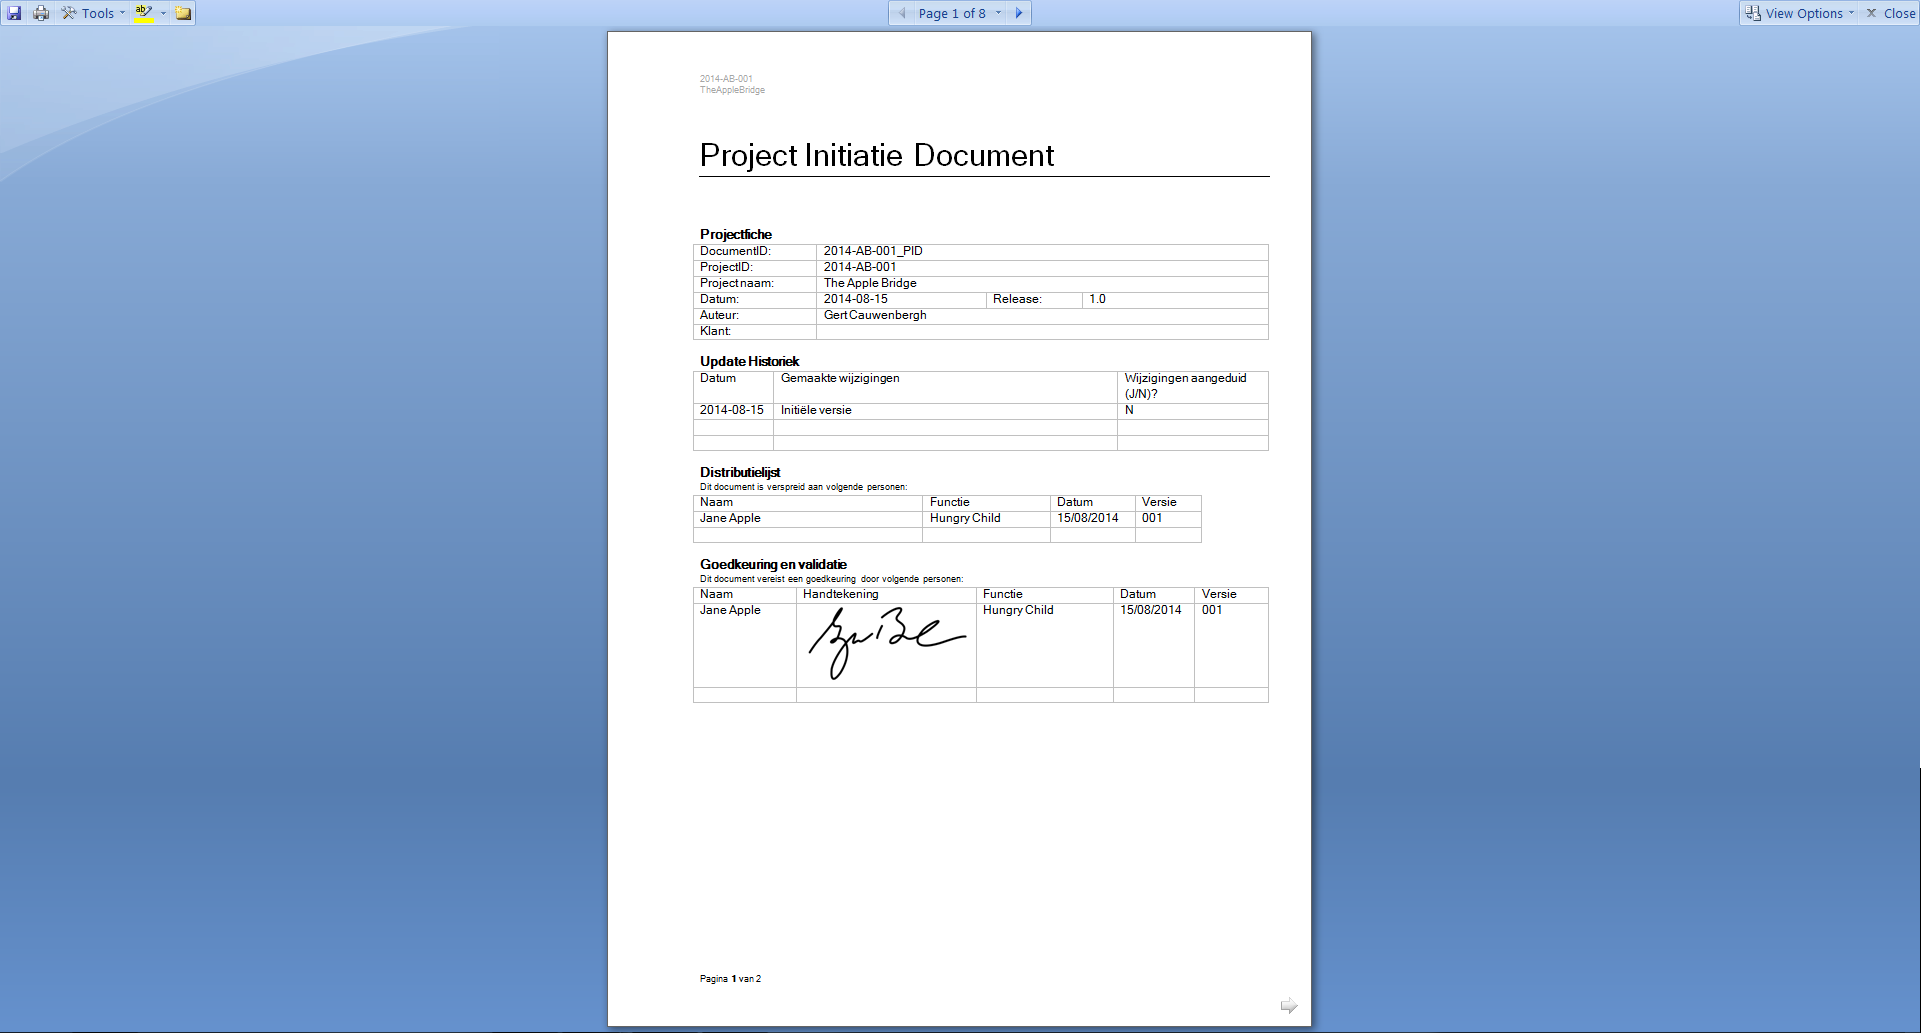 Tools
Page 1 of 8
View Options
Close
2014-AB-001
TheAppleBridge
Project Initiatie Document
Projectfiche
DocumentID: 2014-AB-001_PID
ProjectID: 2014-AB-001
Projectnaam: The Apple Bridge
Datum: 2014-08-15 Release: 1.0
Auteur: Gert Cauwenbergh
Klant:
Update Historiek
Datum Gemaakte wijzigingen Wijzigingen aangeduid
(J/N)?
2014-08-15 Initiële versie N
Distributielijst
Dit document is verspreid aan volgende personen:
Naam Functie Datum Versie
Jane Apple Hungry Child 15/08/2014 001
Goedkeuring en validatie
Dit document vereist een goedkeuring door volgende personen:
Naam Handtekening Functie Datum Versie
Jane Apple Hungry Child 15/08/2014 001
Pagina 1 van 2